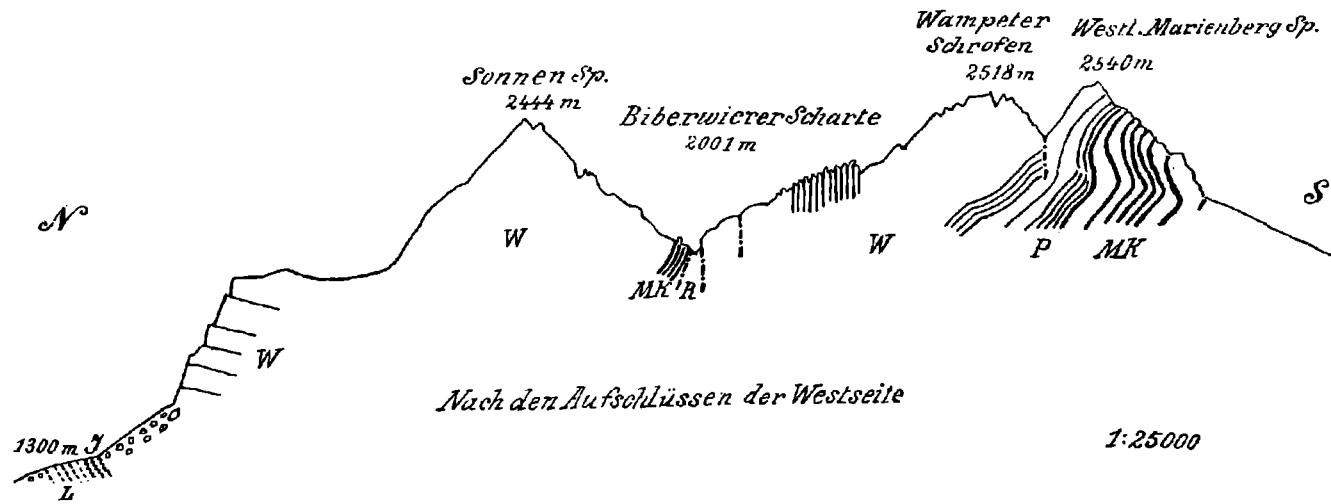 Wampeter
Schrofen
2518 m
Westl. Marienberg Sp.
2540 m
Sonnen Sp.
2444 m
Biberwierer Scharte
2001 m
N
S
W
W
P
MK
MK
R
W
Nach den Aufschlüssen der Westseite
1300 m J
1:25000
L